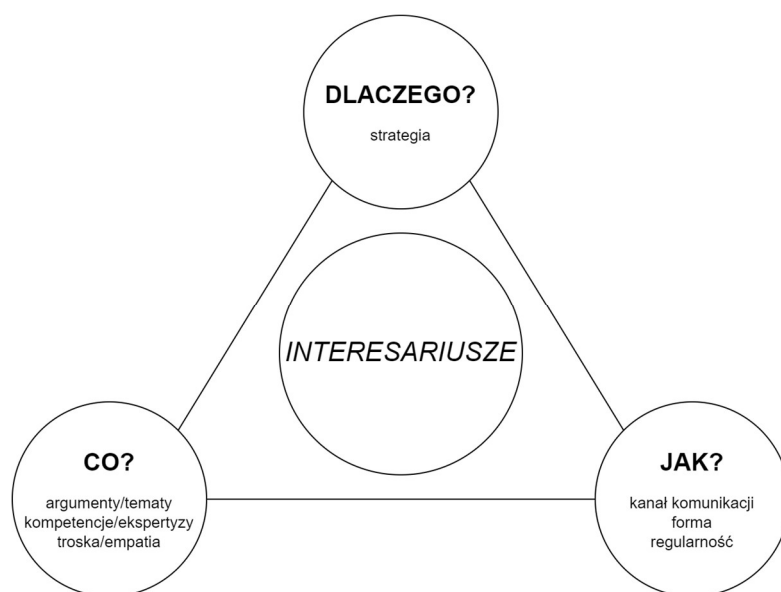 DLACZEGO?
strategia
INTERESARIUSZE
CO?
argumenty/tematy
kompetencje/ekspertyzy
troska/empatia
JAK?
kanał komunikacji
forma
regularność